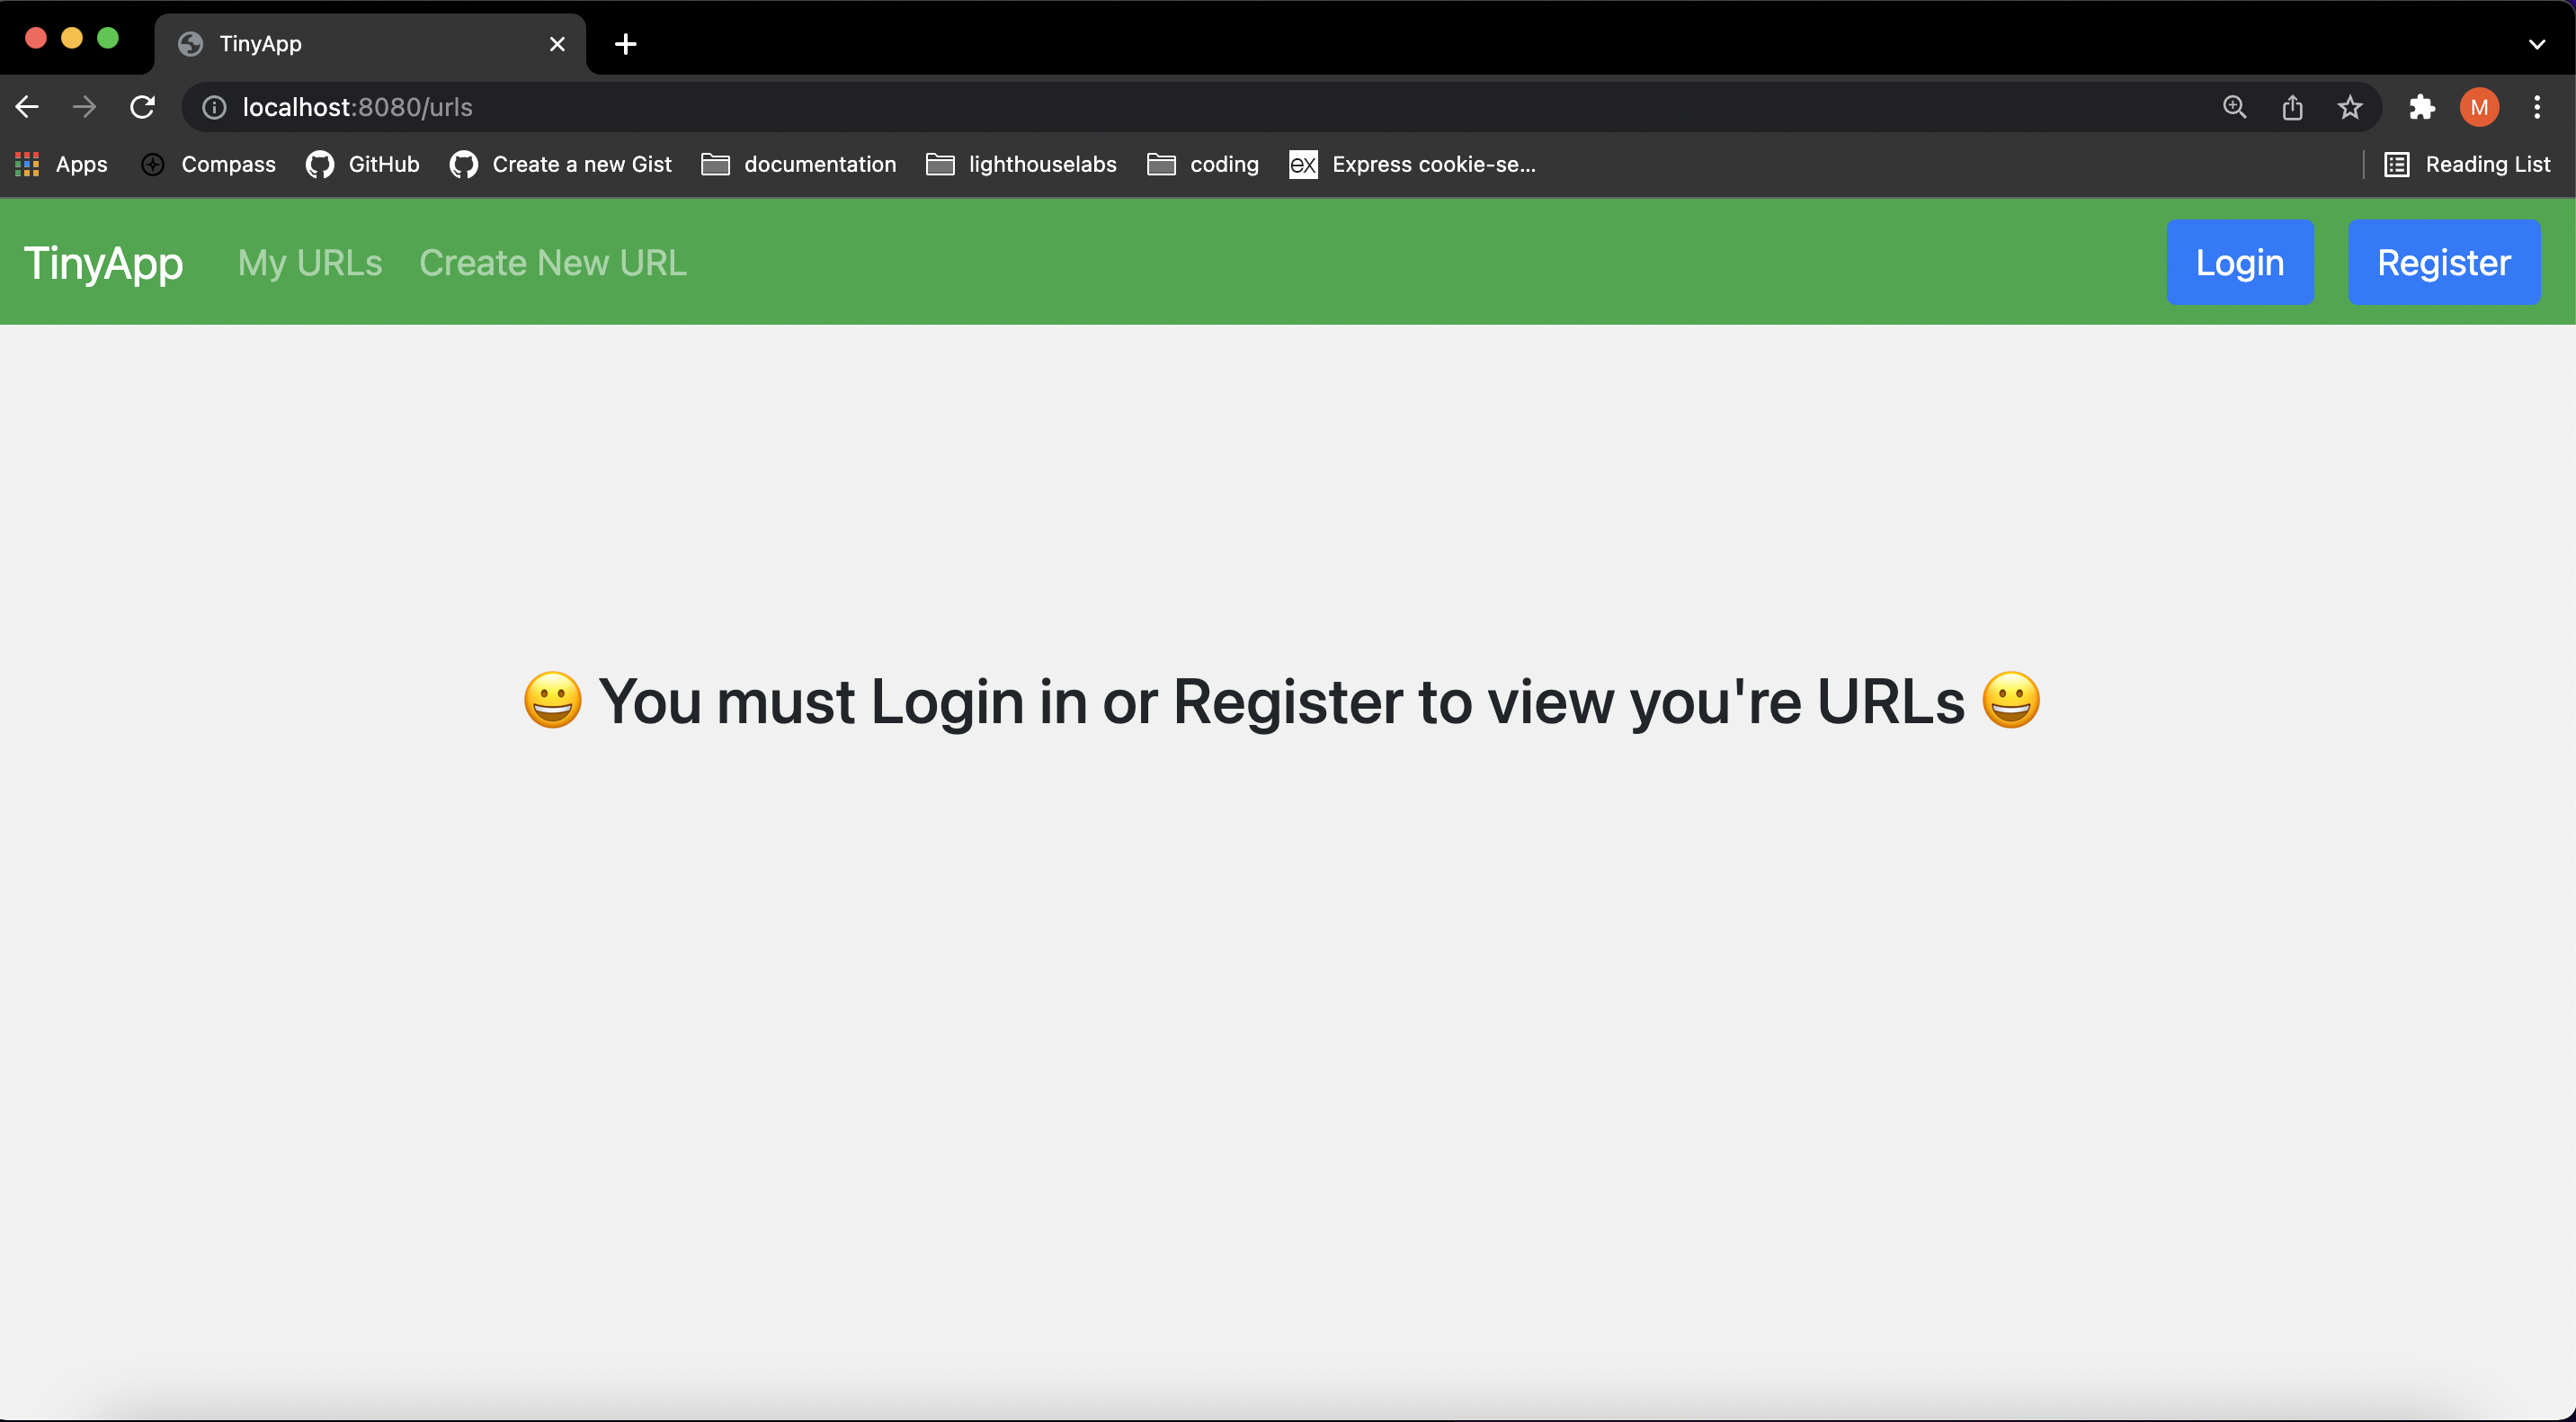 TinyApp
localhost:8080/urls
M
Apps Compass GitHub Create a new Gist documentation lighthouselabs coding ex Express cookie-se... Reading List
TinyApp My URLs Create New URL Login Register
😀 You must Login in or Register to view you're URLs 😀